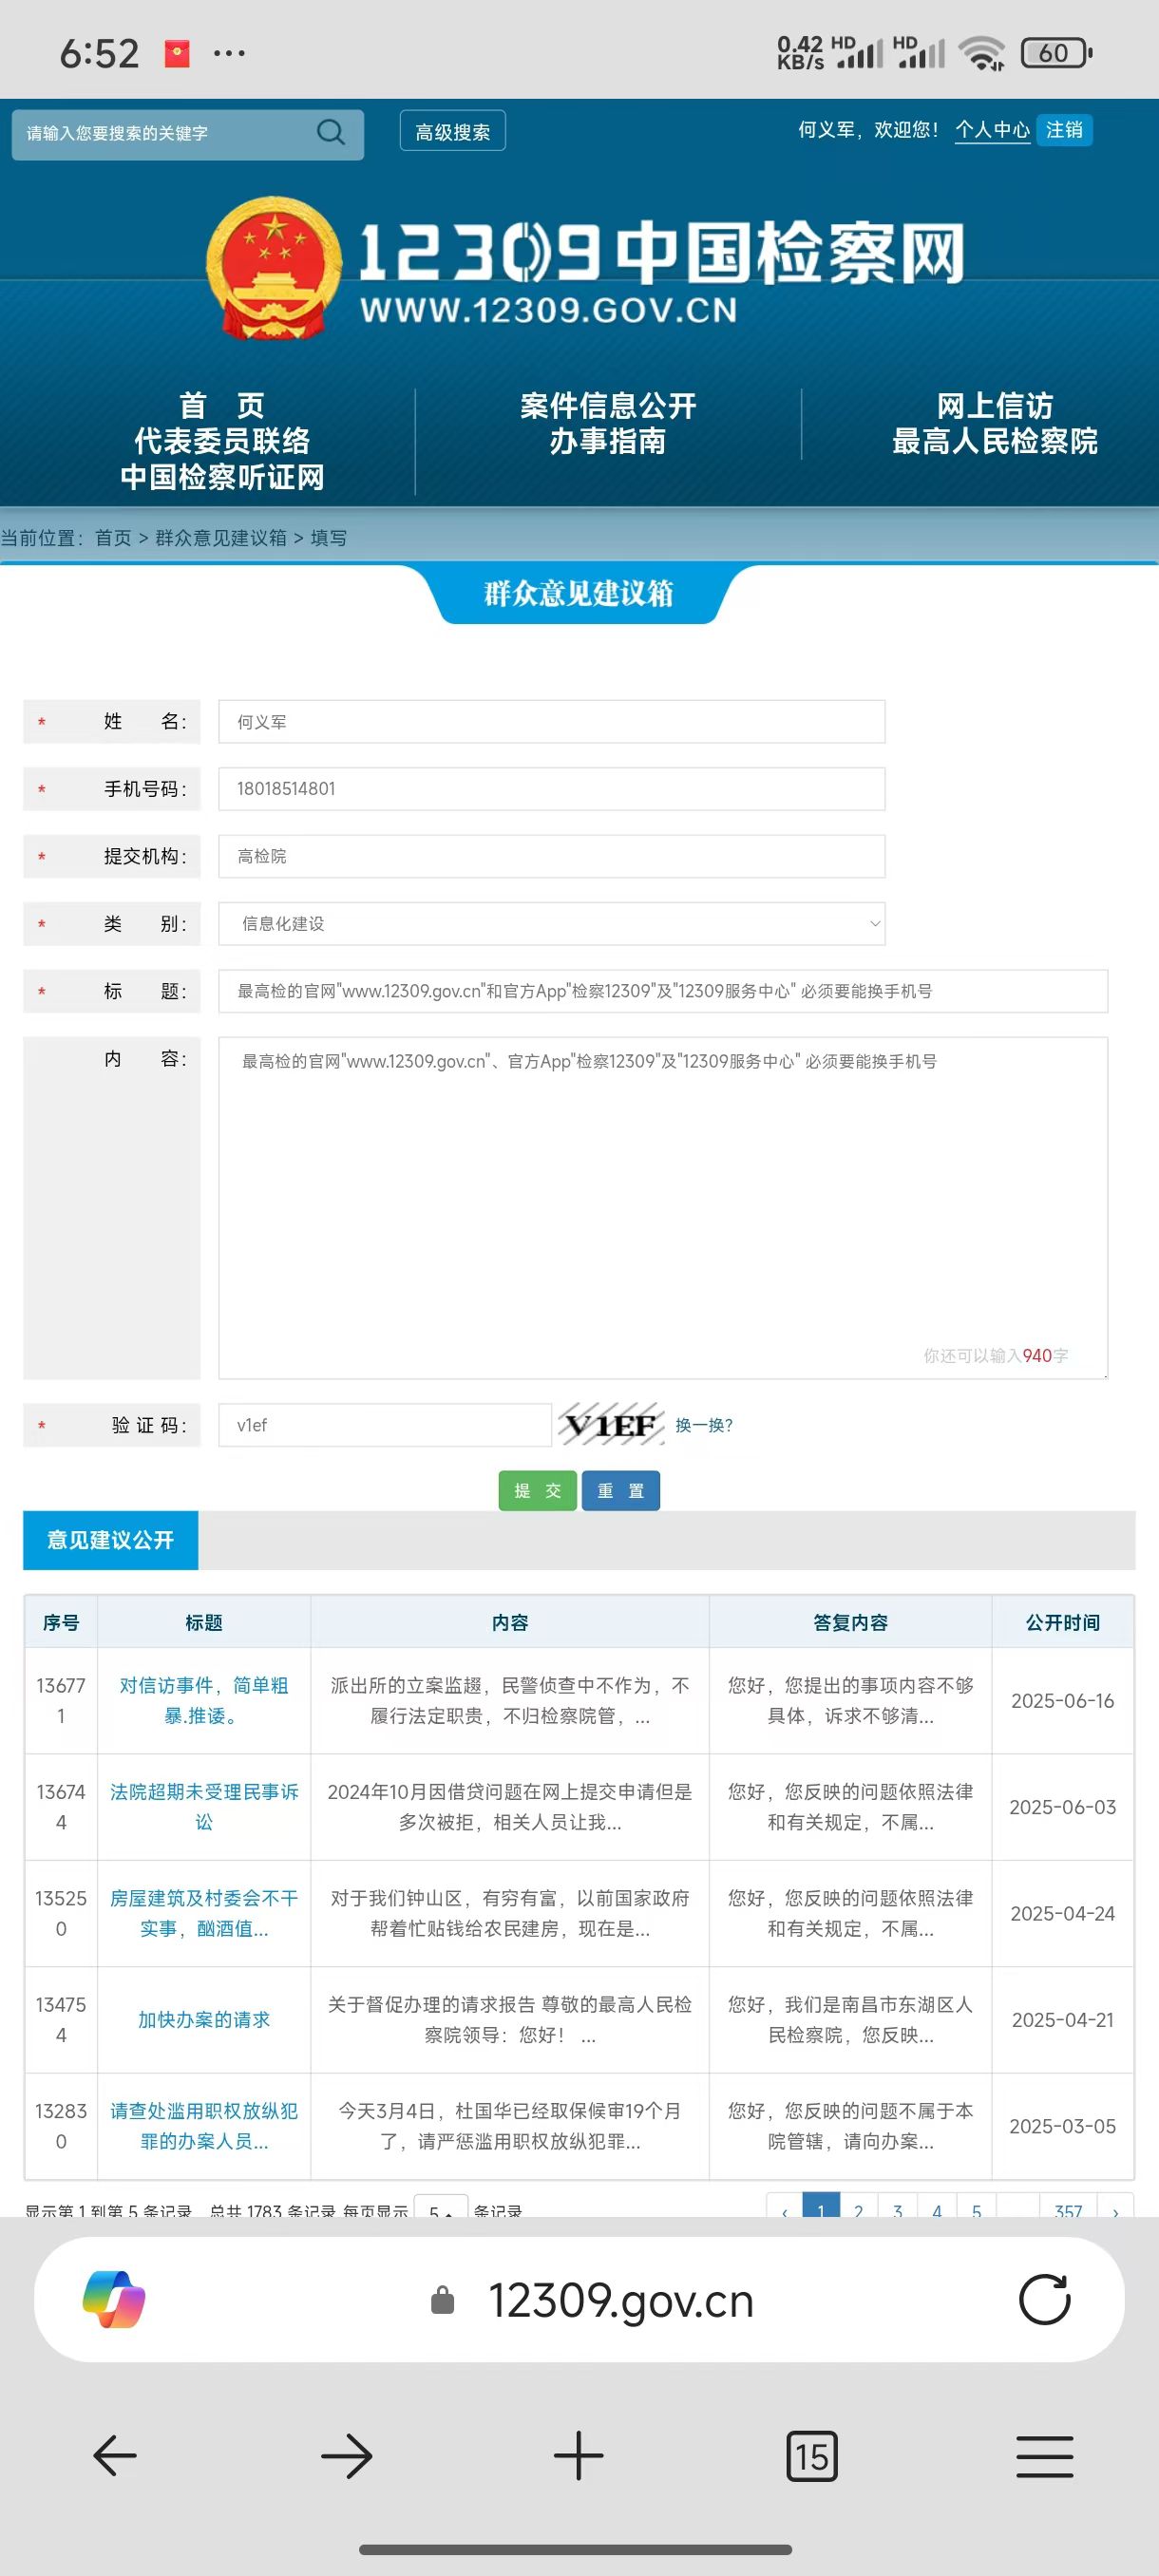 6:52 ... 0.42 KB/s HD HD 60
请输入您要搜索的关键字 高级搜索 何义军，欢迎您！ 个人中心 注销
12309中国检察网
WWW.12309.GOV.CN
首 页 案件信息公开 网上信访
代表委员联络 办事指南 最高人民检察院
中国检察听证网
当前位置：首页 > 群众意见建议箱 > 填写
群众意见建议箱
* 姓 名： 何义军
* 手机号码： 18018514801
* 提交机构： 高检院
* 类 别： 信息化建设
* 标 题： 最高检的官网"www.12309.gov.cn"和官方App"检察12309"及"12309服务中心" 必须要能换手机号
内 容： 最高检的官网"www.12309.gov.cn"、官方App"检察12309"及"12309服务中心" 必须要能换手机号
你还可以输入940字
* 验 证 码： v1ef V1EF 换一换?
提 交 重 置
意见建议公开
序号 标题 内容 答复内容 公开时间
13677 对信访事件，简单粗 派出所的立案监趨，民警侦查中不作为，不 您好，您提出的事项内容不够 2025-06-16
1 暴.推诿。 履行法定职贵，不归检察院管，... 具体，诉求不够清...
13674 法院超期未受理民事诉 2024年10月因借贷问题在网上提交申请但是 您好，您反映的问题依照法律 2025-06-03
4 讼 多次被拒，相关人员让我... 和有关规定，不属...
13525 房屋建筑及村委会不干 对于我们钟山区，有穷有富，以前国家政府 您好，您反映的问题依照法律 2025-04-24
0 实事，酗酒值... 帮着忙贴钱给农民建房，现在是... 和有关规定，不属...
13475 加快办案的请求 关于督促办理的请求报告 尊敬的最高人民检 您好，我们是南昌市东湖区人 2025-04-21
4 察院领导：您好！ ... 民检察院，您反映...
13283 请查处滥用职权放纵犯 今天3月4日，杜国华已经取保候审19个月 您好，您反映的问题不属于本 2025-03-05
0 罪的办案人员... 了，请严惩滥用职权放纵犯罪... 院管辖，请向办案...
显示第 1 到第 5 条记录 总共 1783 条记录 每页显示 5 条记录 ‹ 1 2 3 4 5 357 ›
12309.gov.cn
15